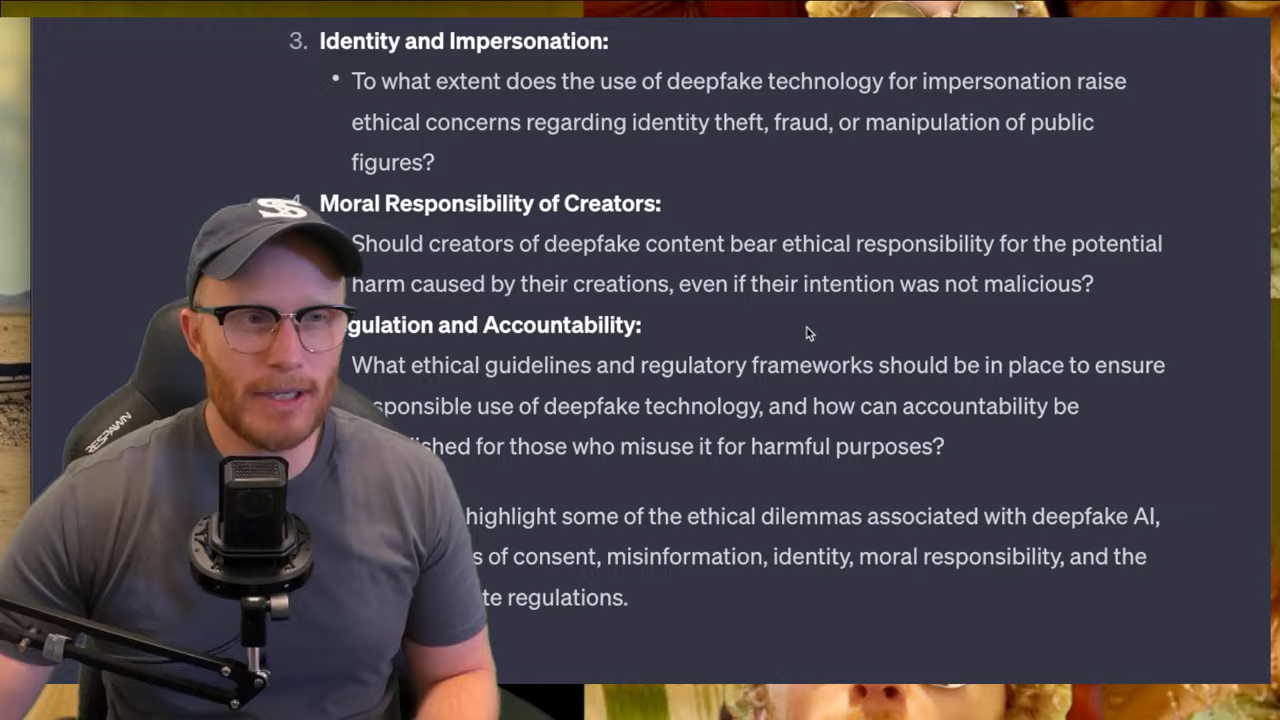 3. Identity and Impersonation:
• To what extent does the use of deepfake technology for impersonation raise
ethical concerns regarding identity theft, fraud, or manipulation of public
figures?
Moral Responsibility of Creators:
Should creators of deepfake content bear ethical responsibility for the potential
harm caused by their creations, even if their intention was not malicious?
gulation and Accountability:
What ethical guidelines and regulatory frameworks should be in place to ensure
sponsible use of deepfake technology, and how can accountability be
ished for those who misuse it for harmful purposes?
highlight some of the ethical dilemmas associated with deepfake AI,
s of consent, misinformation, identity, moral responsibility, and the
te regulations.
RESPAWN
S